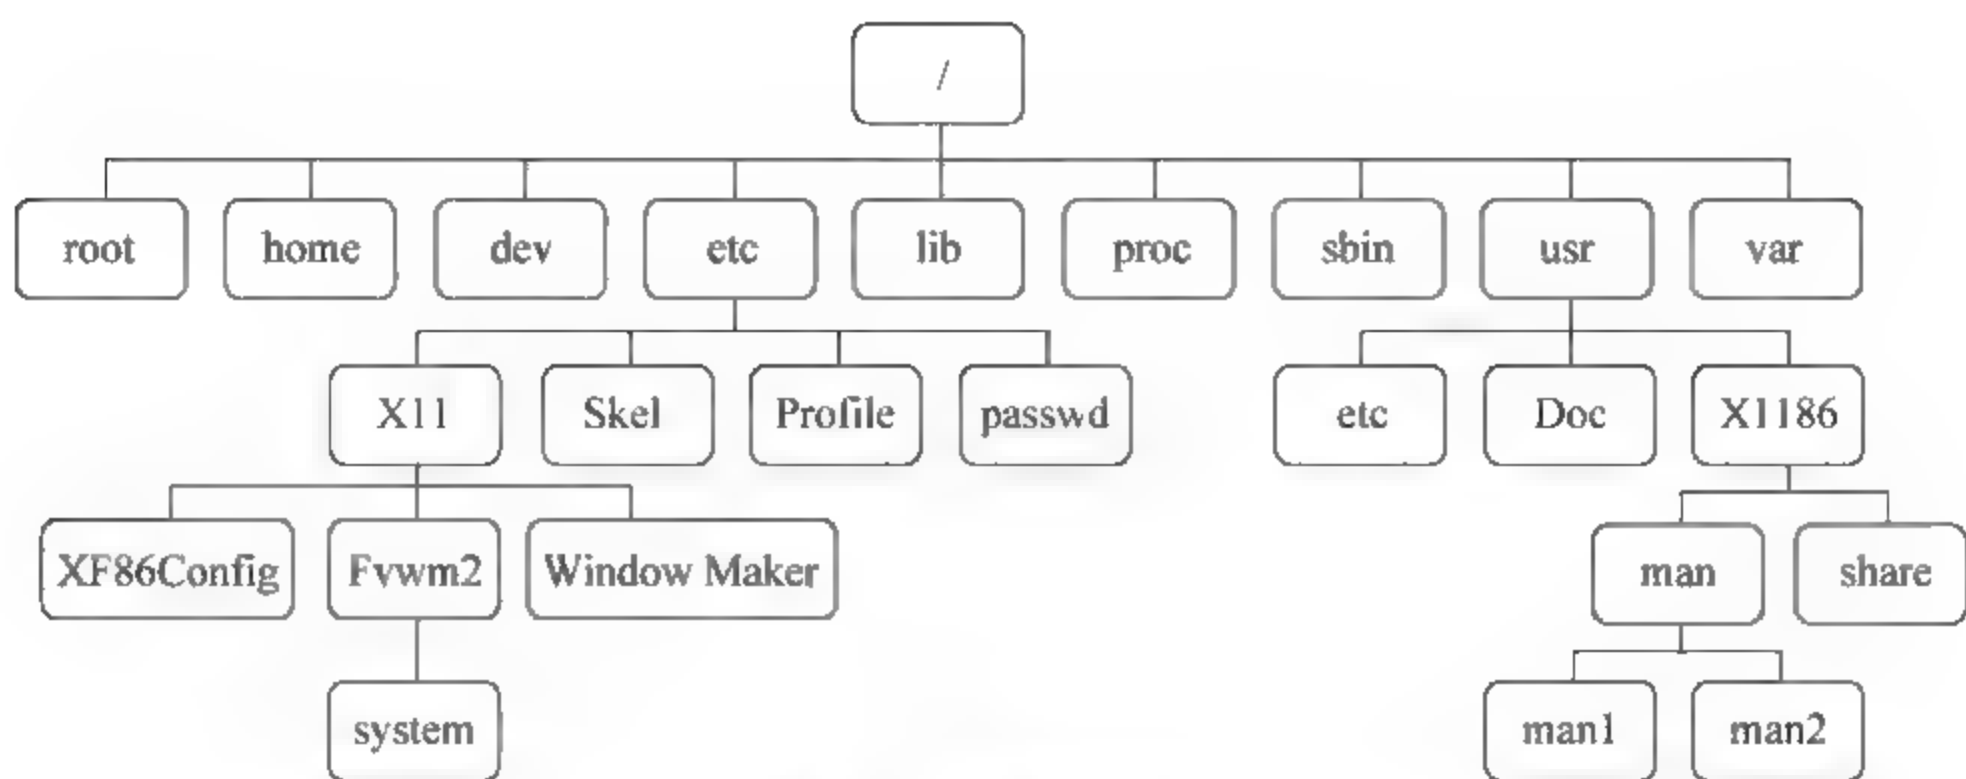 /
root home dev etc lib proc sbin usr var
X11 Skel Profile passwd etc Doc X1186
XF86Config Fvwm2 Window Maker man share
system man1 man2